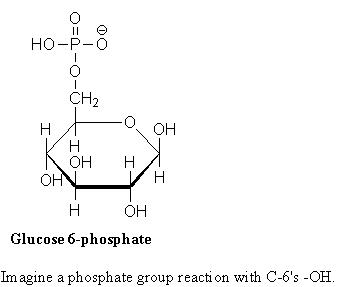 O
⊖
HO-P-O
O
CH2
H O OH
H
OH H
OH H
H OH
Glucose 6-phosphate
Imagine a phosphate group reaction with C-6's -OH.